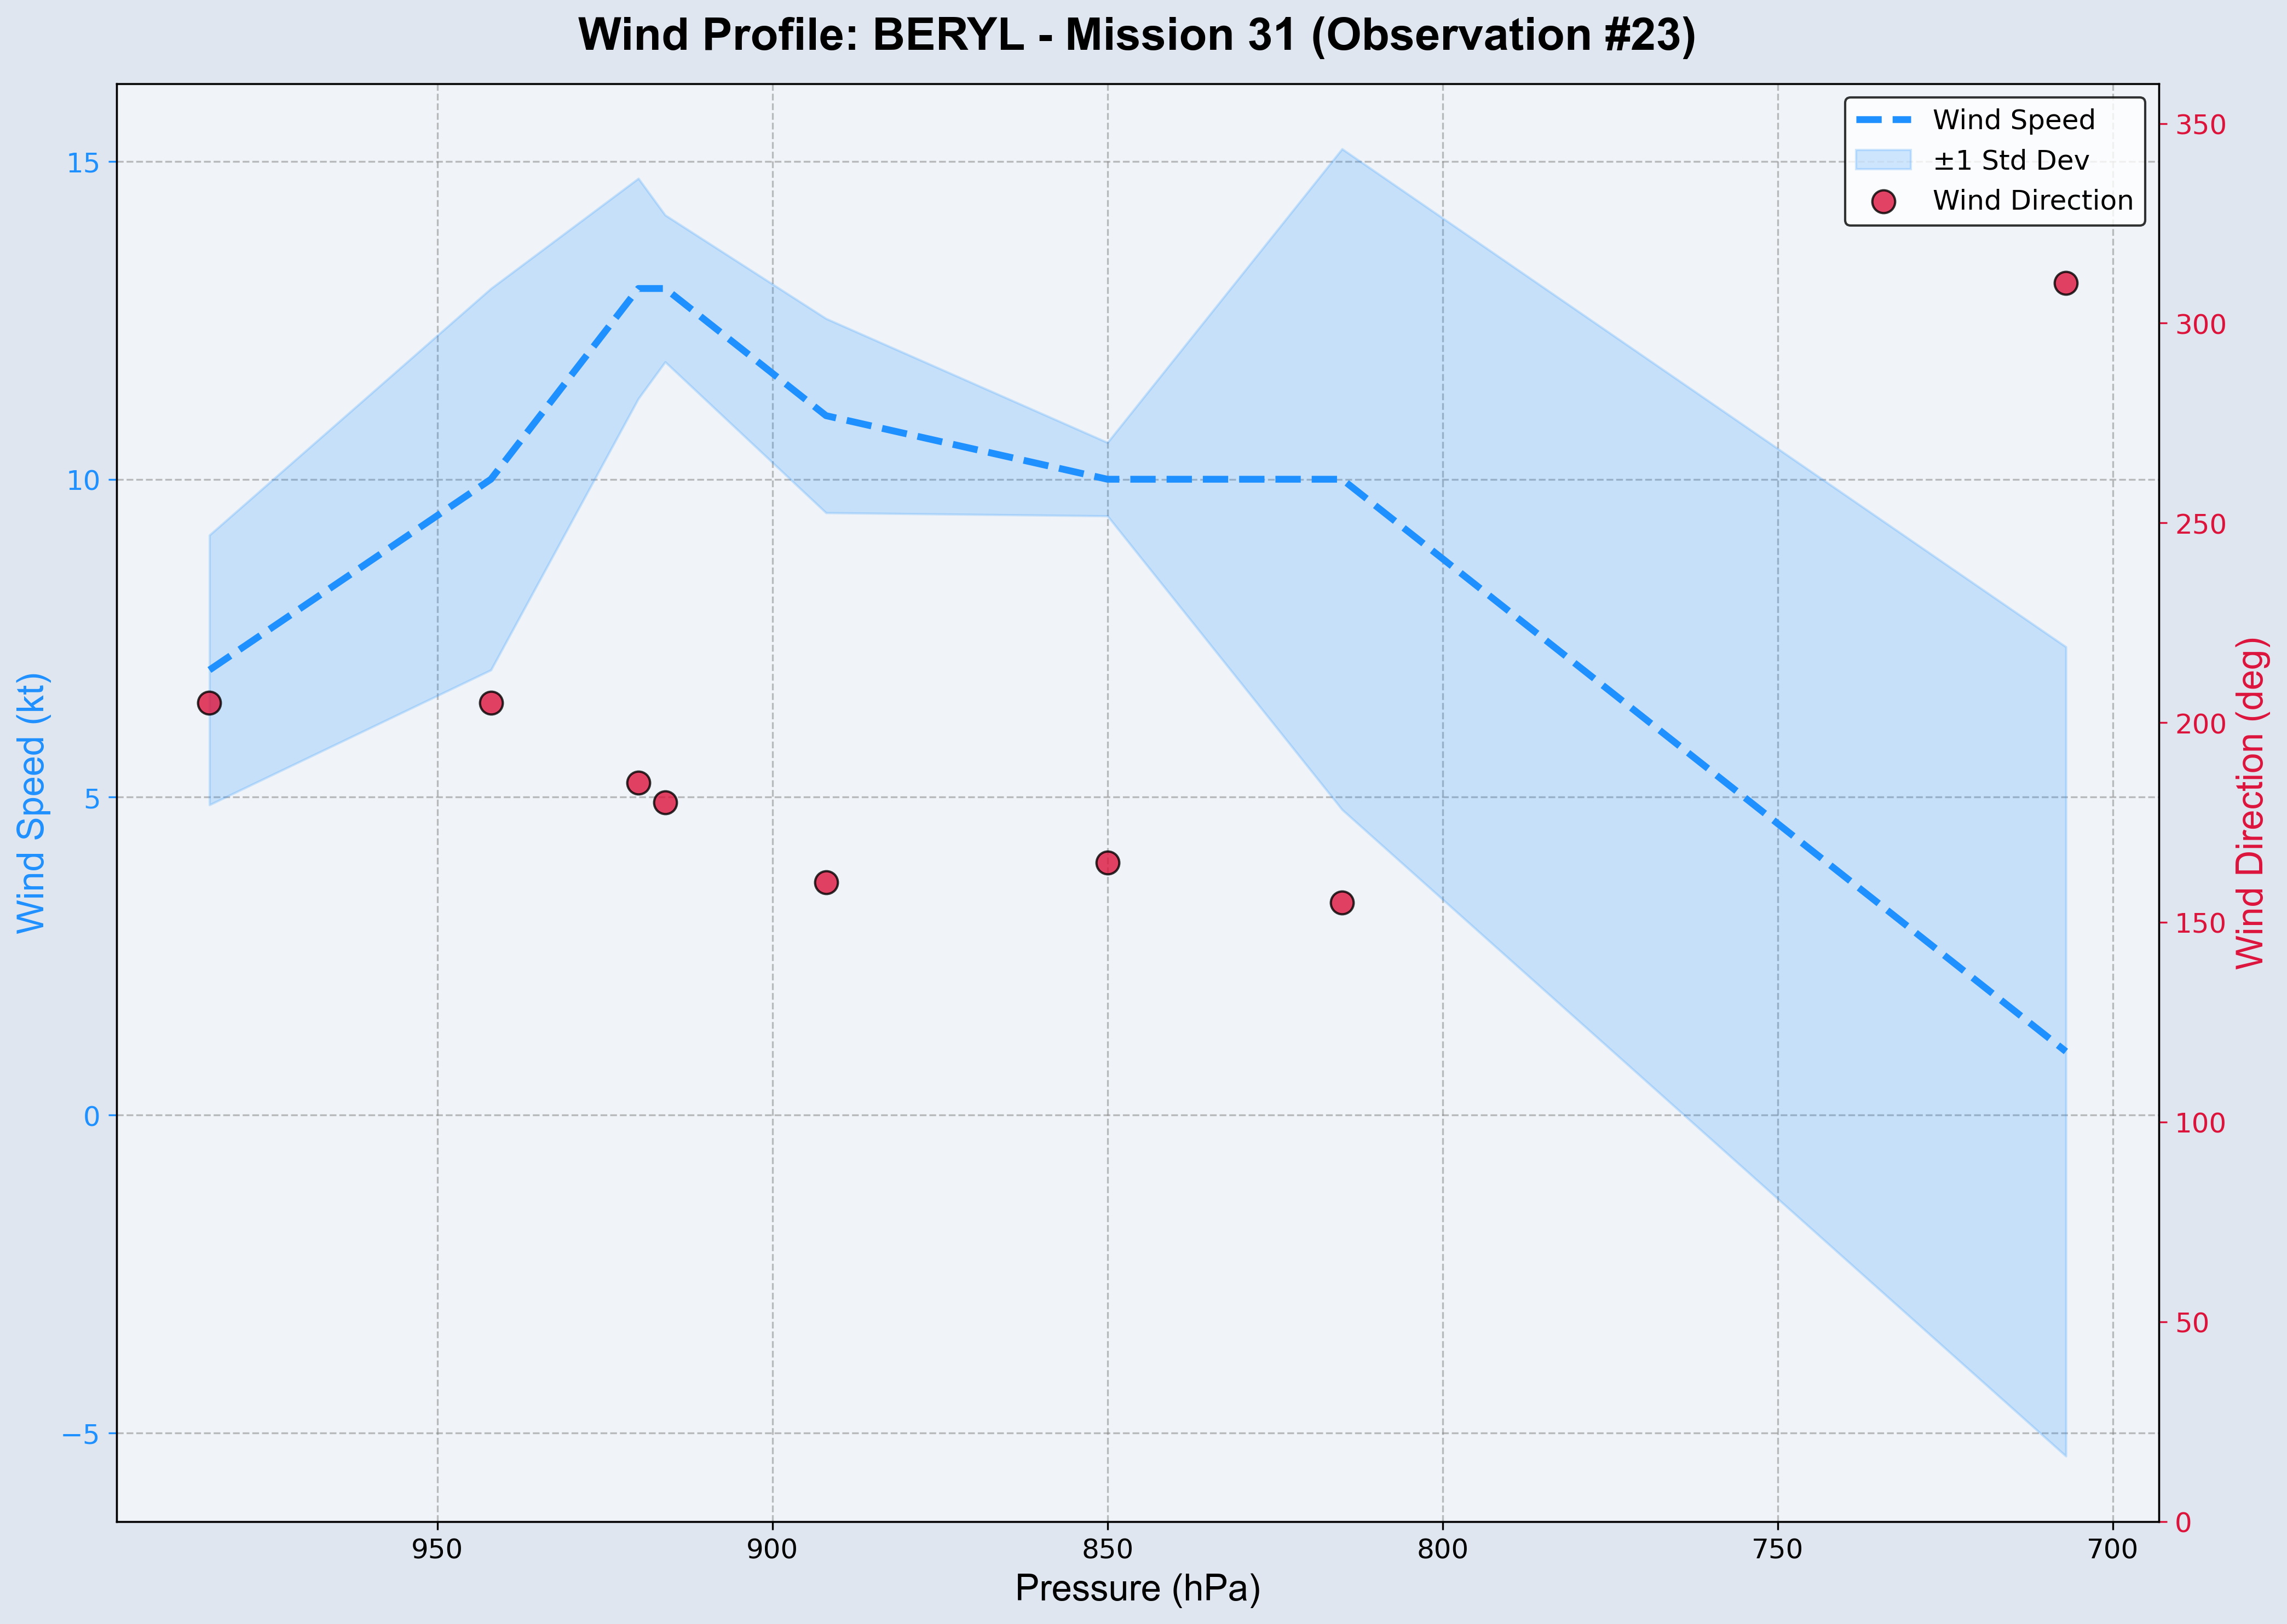 Wind Profile: BERYL - Mission 31 (Observation #23)
Wind Speed
±1 Std Dev
Wind Direction
Wind Speed (kt)
15
10
5
0
−5
Wind Direction (deg)
350
300
250
200
150
100
50
0
950 900 850 800 750 700
Pressure (hPa)